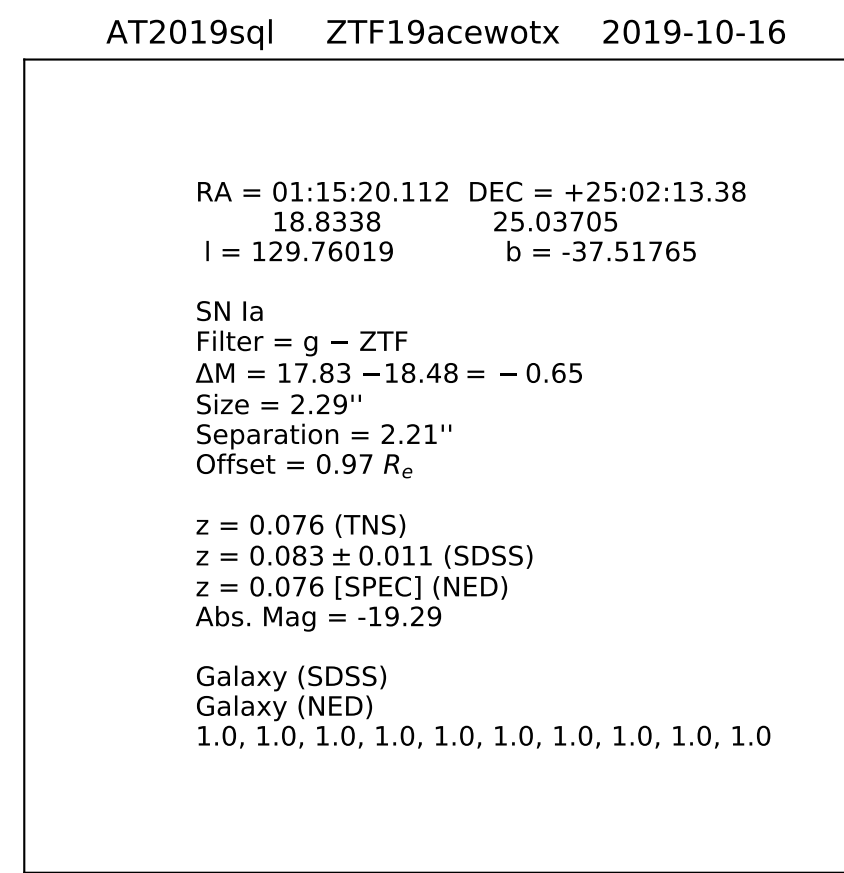 AT2019sql ZTF19acewotx 2019-10-16
RA = 01:15:20.112 DEC = +25:02:13.38
18.8338 25.03705
l = 129.76019 b = -37.51765
SN Ia
Filter = g − ZTF
ΔM = 17.83 −18.48 = − 0.65
Size = 2.29''
Separation = 2.21''
Offset = 0.97 Re
z = 0.076 (TNS)
z = 0.083 ± 0.011 (SDSS)
z = 0.076 [SPEC] (NED)
Abs. Mag = -19.29
Galaxy (SDSS)
Galaxy (NED)
1.0, 1.0, 1.0, 1.0, 1.0, 1.0, 1.0, 1.0, 1.0, 1.0